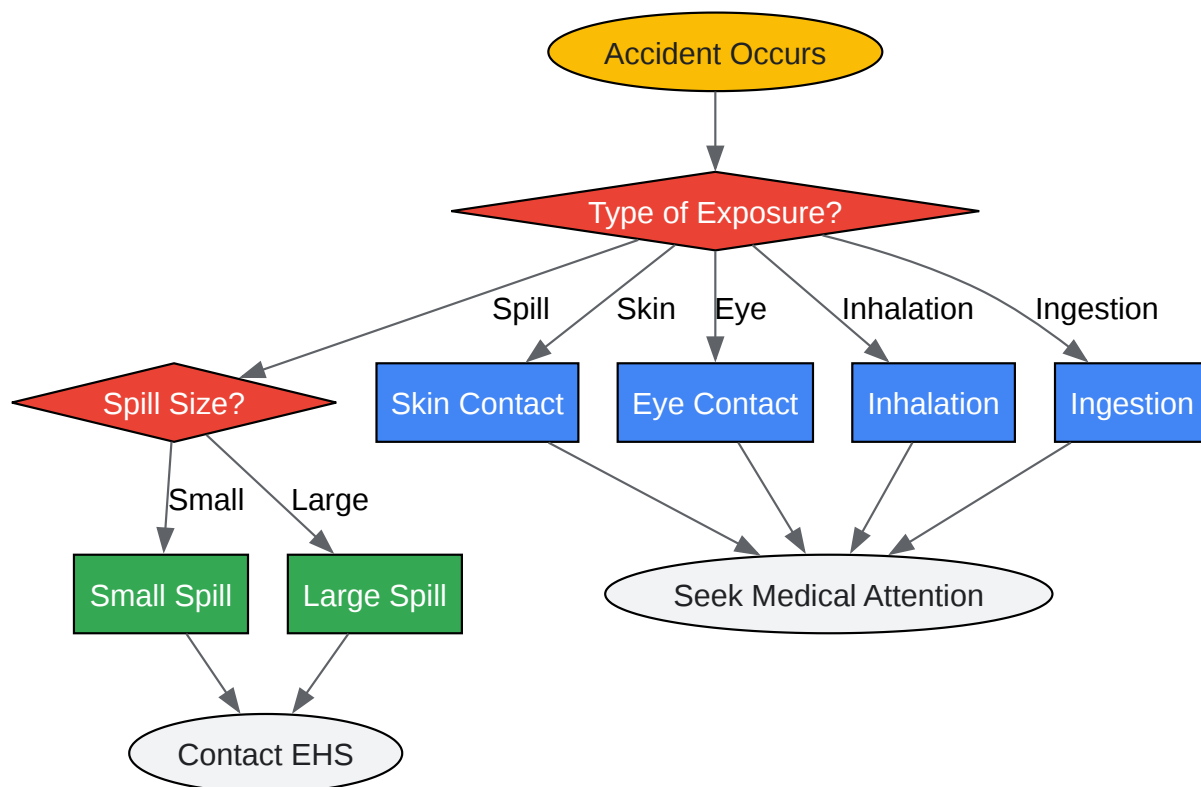 Accident Occurs
Type of Exposure?
Spill
Skin
Eye
Inhalation
Ingestion
Spill Size?
Skin Contact
Eye Contact
Inhalation
Ingestion
Small
Large
Small Spill
Large Spill
Seek Medical Attention
Contact EHS